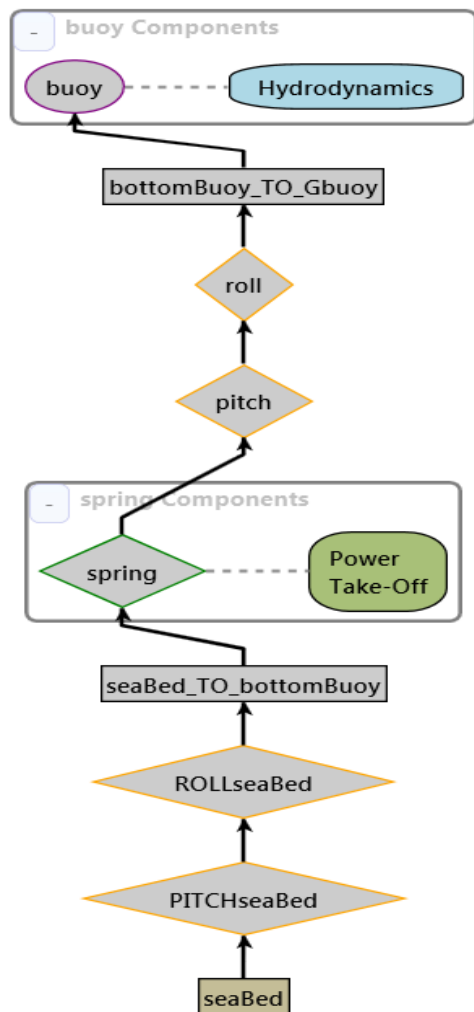 - buoy Components
buoy
Hydrodynamics
bottomBuoy_TO_Gbuoy
roll
pitch
- spring Components
spring
Power
Take-Off
seaBed_TO_bottomBuoy
ROLLseaBed
PITCHseaBed
seaBed